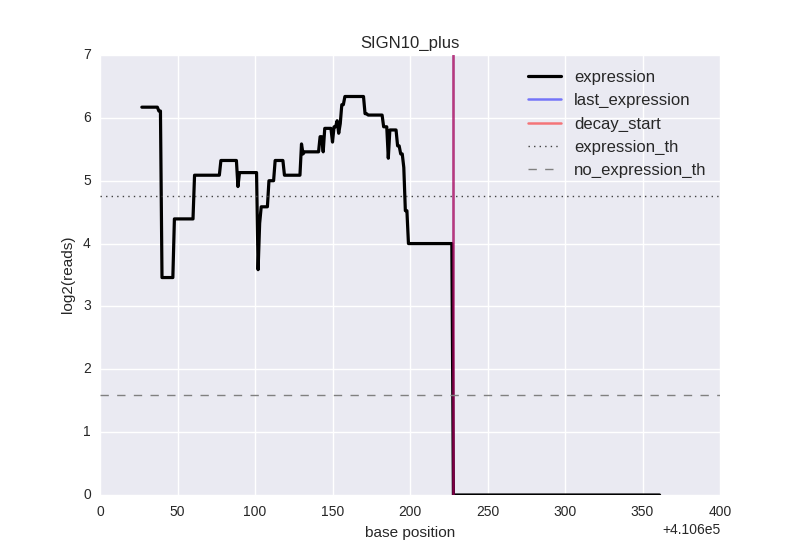 SIGN10_plus
7
6
5
4
3
2
1
0
log2(reads)
expression
last_expression
decay_start
expression_th
no_expression_th
0 50 100 150 200 250 300 350 400
base position
+4.106e5